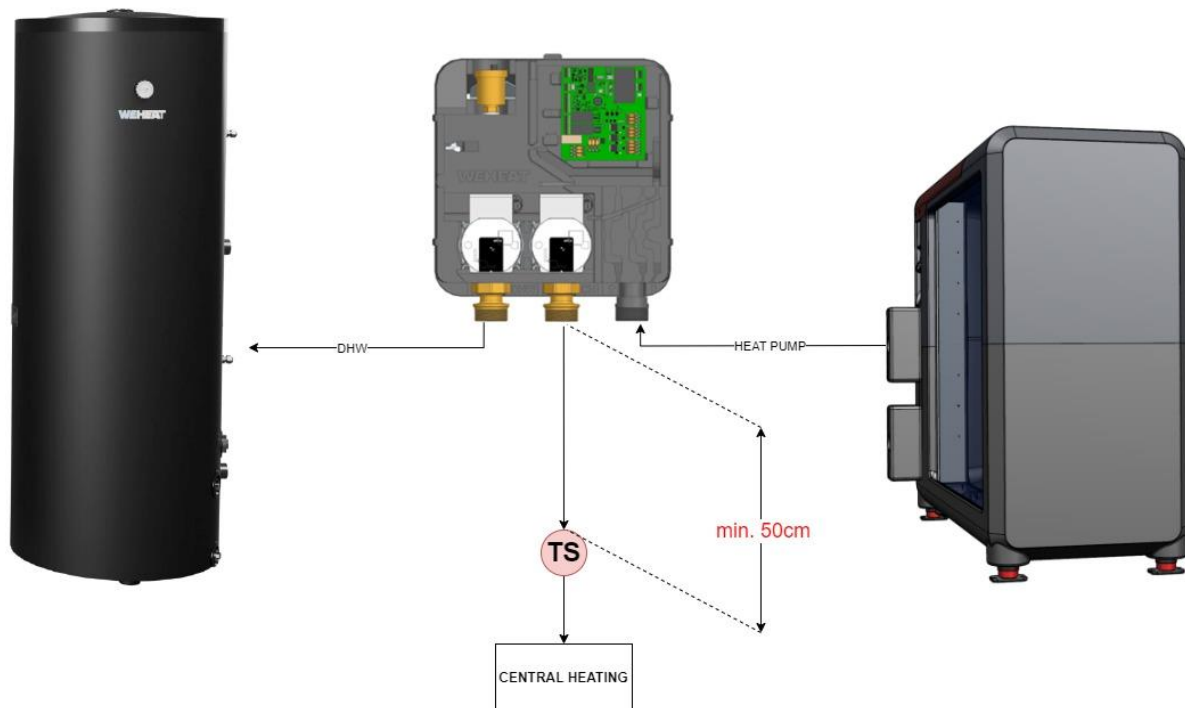 WEHEAT
WEHEAT
DHW
HEAT PUMP
min. 50cm
TS
CENTRAL HEATING